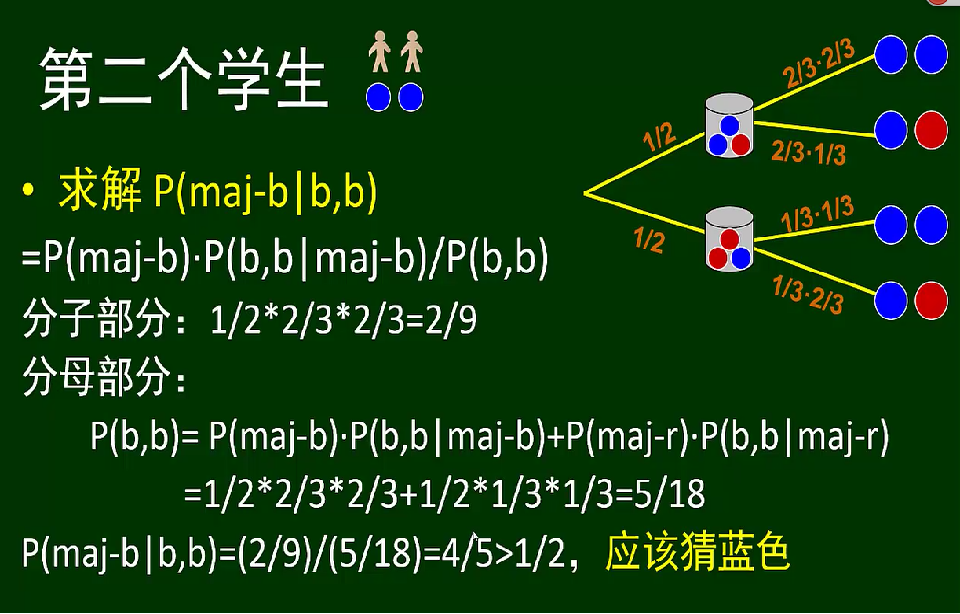 第二个学生
• 求解 P(maj-b|b,b)
=P(maj-b)·P(b,b|maj-b)/P(b,b)
分子部分：1/2*2/3*2/3=2/9
分母部分：
P(b,b)= P(maj-b)·P(b,b|maj-b)+P(maj-r)·P(b,b|maj-r)
=1/2*2/3*2/3+1/2*1/3*1/3=5/18
P(maj-b|b,b)=(2/9)/(5/18)=4/5>1/2，应该猜蓝色
1/2
2/3·2/3
2/3·1/3
1/2
1/3·1/3
1/3·2/3